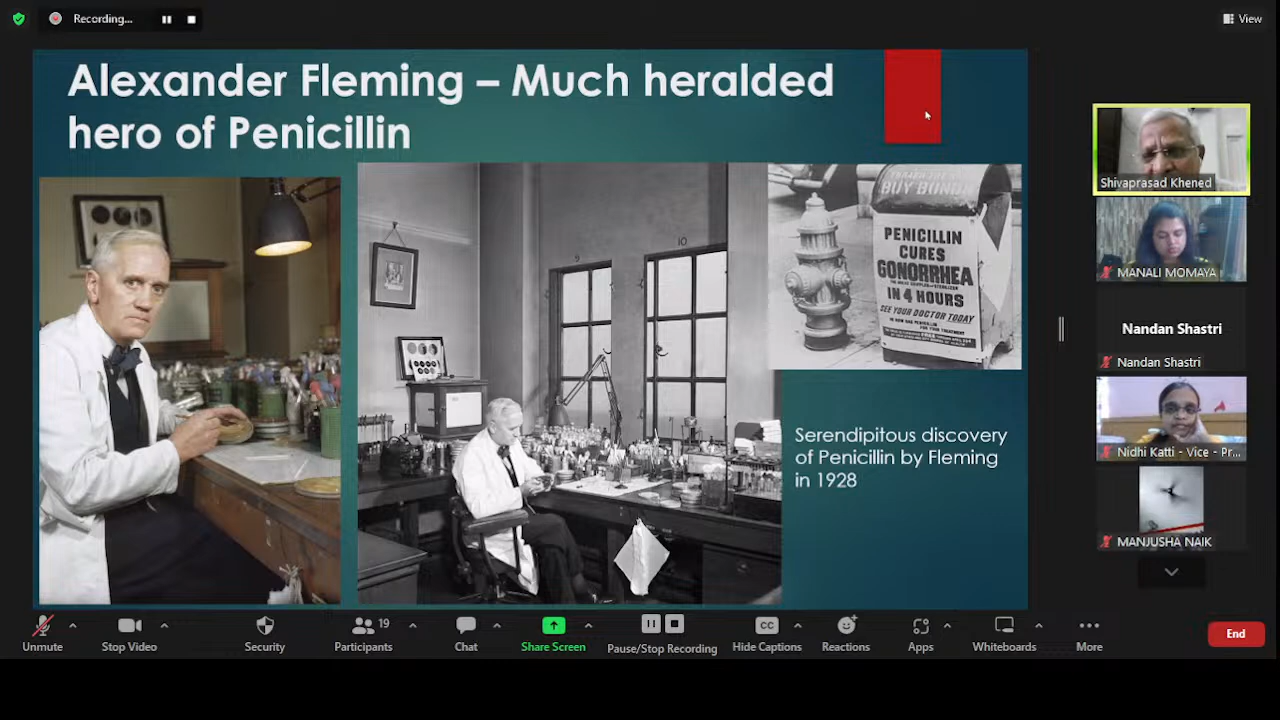 Recording...
View
Alexander Fleming – Much heralded
hero of Penicillin
9
10
BUY BONDS
PENICILLIN
CURES
GONORRHEA
IN 4 HOURS
SEE YOUR DOCTOR TODAY
Serendipitous discovery
of Penicillin by Fleming
in 1928
Shivaprasad Khened
MANALI MOMAYA
Nandan Shastri
Nandan Shastri
Nidhi Katti - Vice - Pr...
MANJUSHA NAIK
Unmute
Stop Video
Security
19
Participants
Chat
Share Screen
Pause/Stop Recording
CC
Hide Captions
Reactions
Apps
Whiteboards
More
End